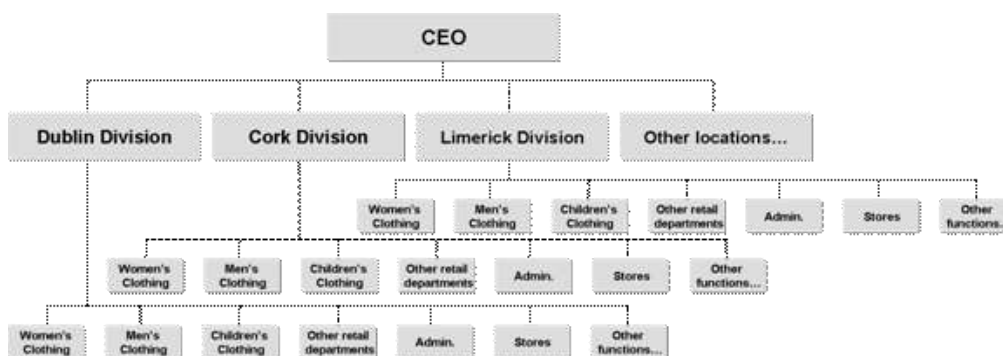 CEO
Dublin Division
Cork Division
Limerick Division
Other locations...
Women's
Clothing
Men's
Clothing
Children's
Clothing
Other retail
departments
Admin.
Stores
Other
functions...
Women's
Clothing
Men's
Clothing
Children's
Clothing
Other retail
departments
Admin.
Stores
Other
functions...
Women's
Clothing
Men's
Clothing
Children's
Clothing
Other retail
departments
Admin.
Stores
Other
functions...